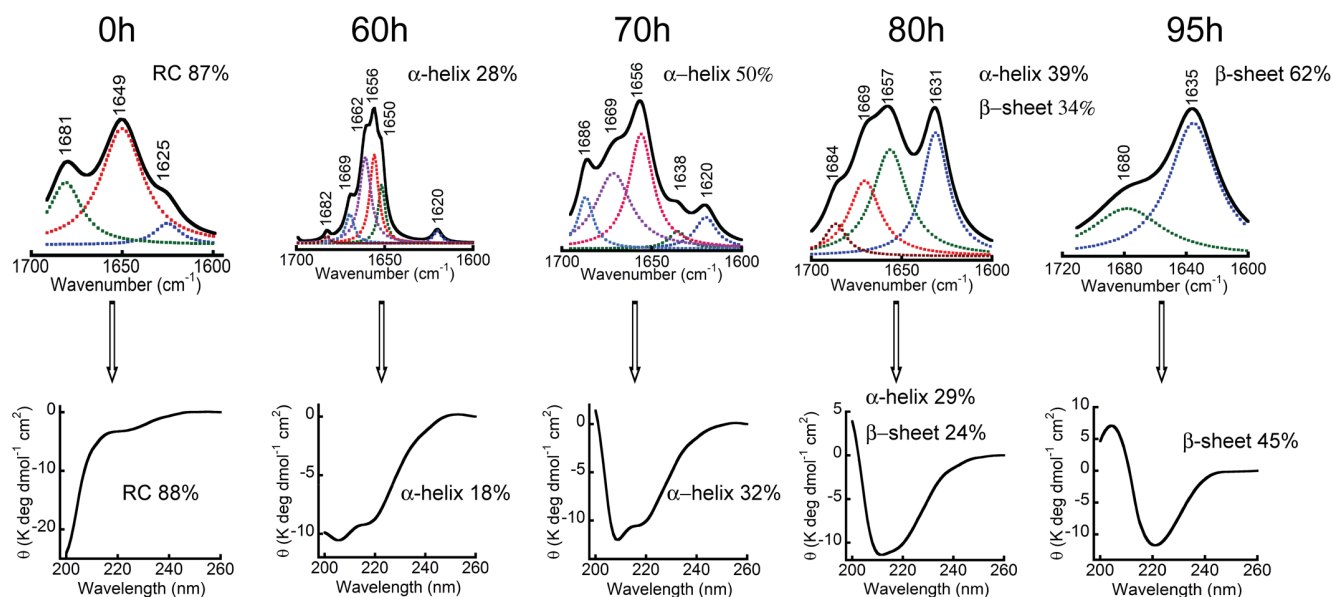 0h
RC 87%
1681
1649
1625
1700 1650 1600
Wavenumber (cm⁻¹)
60h
α-helix 28%
1682
1669
1662
1656
1650
1620
1700 1650 1600
Wavenumber (cm⁻¹)
70h
α–helix 50%
1686
1669
1656
1638
1620
1700 1650 1600
Wavenumber (cm⁻¹)
80h
α-helix 39%
β–sheet 34%
1684
1669
1657
1631
1700 1650 1600
Wavenumber (cm⁻¹)
95h
β-sheet 62%
1680
1635
1720 1680 1640 1600
Wavenumber (cm⁻¹)
θ (K deg dmol⁻¹ cm²)
0
-10
-20
RC 88%
200 220 240 260
Wavelength (nm)
θ (K deg dmol⁻¹ cm²)
0
-5
-10
α-helix 18%
200 220 240 260
Wavelength (nm)
θ (K deg dmol⁻¹ cm²)
0
-5
-10
α–helix 32%
200 220 240 260
Wavelength (nm)
θ (K deg dmol⁻¹ cm²)
5
0
-5
-10
α-helix 29%
β–sheet 24%
200 220 240 260
Wavelength (nm)
θ (K deg dmol⁻¹ cm²)
10
5
0
-5
-10
β-sheet 45%
200 220 240 260
Wavelength (nm)